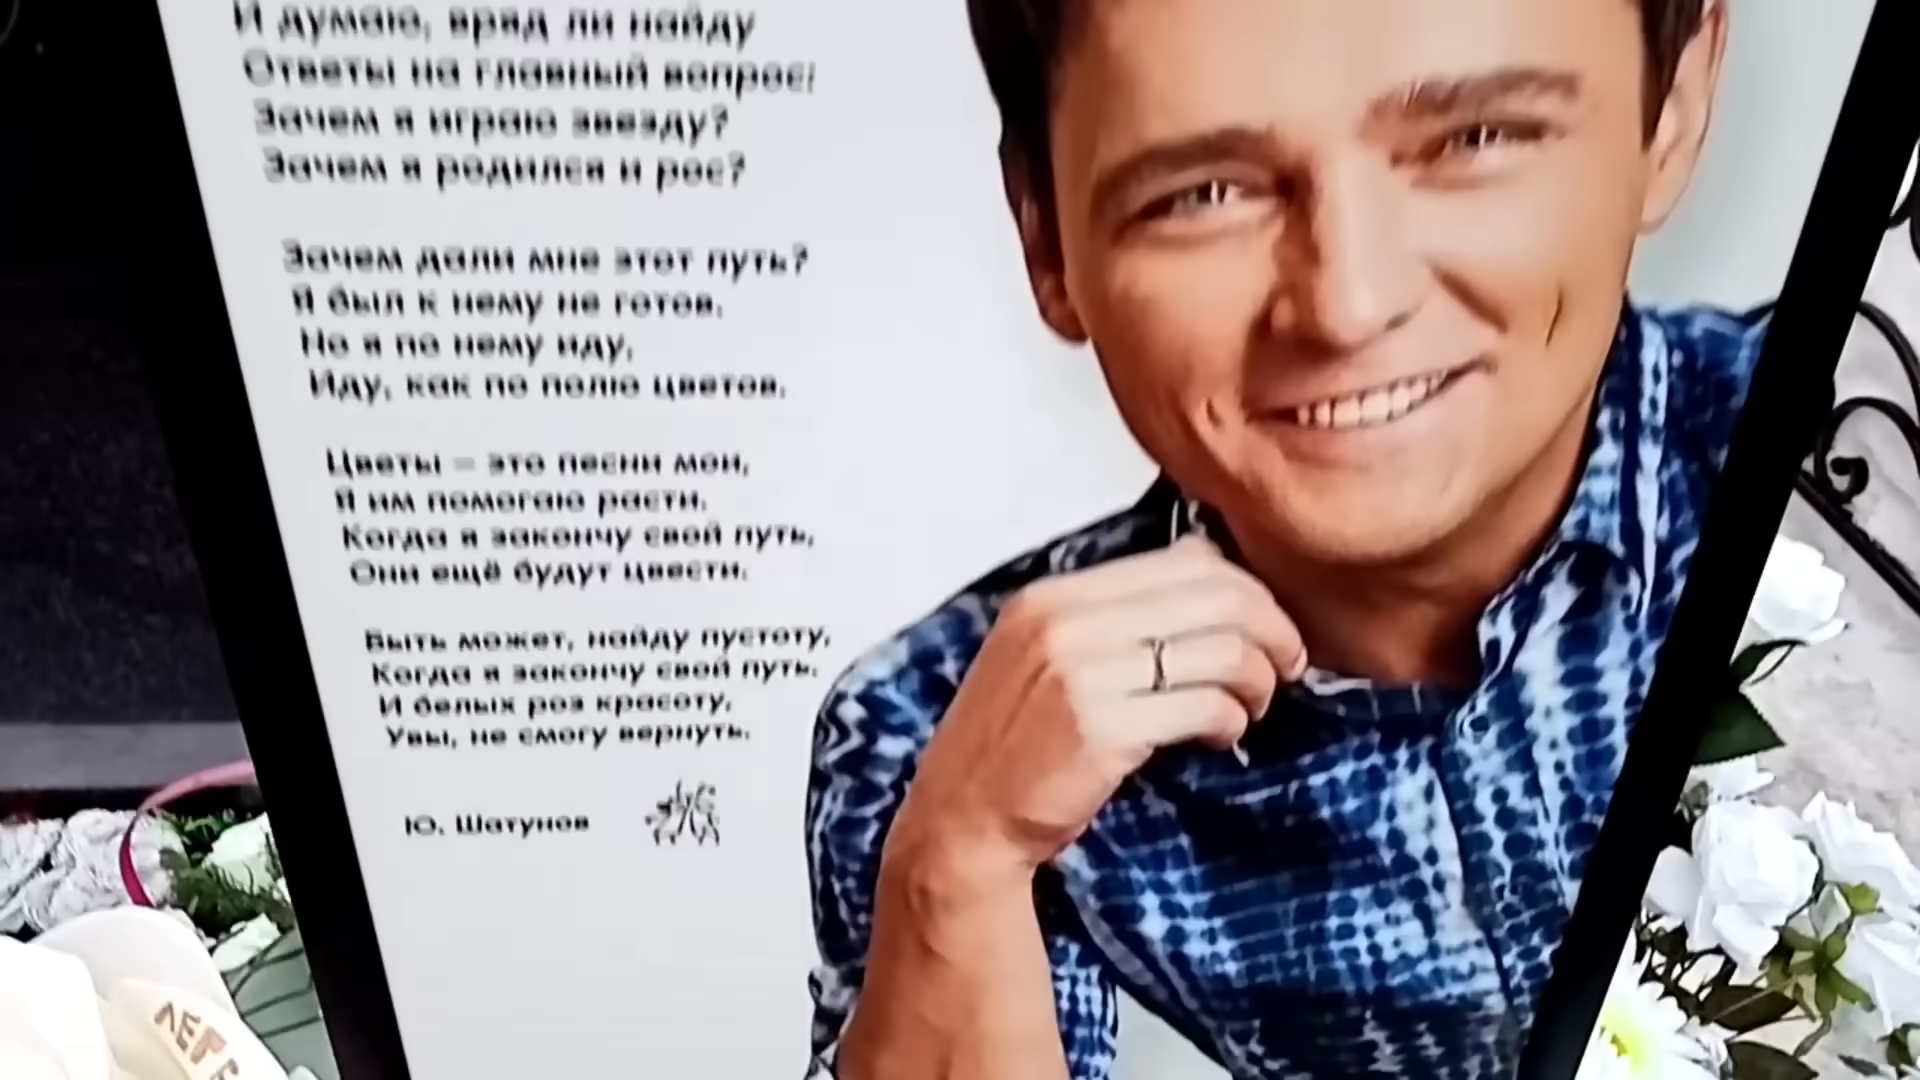 И думаю, вряд ли найду
Ответы на главный вопрос:
Зачем я играю звезду?
Зачем я родился и рос?
Зачем дали мне этот путь?
Я был к нему не готов.
Но я по нему иду,
Иду, как по полю цветов.
Цветы – это песни мои,
Я им помогаю расти.
Когда я закончу свой путь,
Они ещё будут цвести.
Быть может, найду пустоту,
Когда я закончу свой путь.
И белых роз красоту,
Увы, не смогу вернуть.
Ю. Шатунов